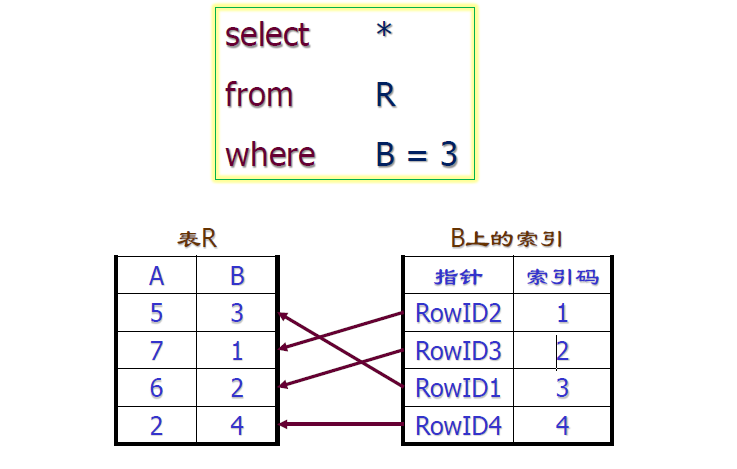 select *
from R
where B = 3
表R
A B
5 3
7 1
6 2
2 4
B上的索引
指针 索引码
RowID2 1
RowID3 2
RowID1 3
RowID4 4